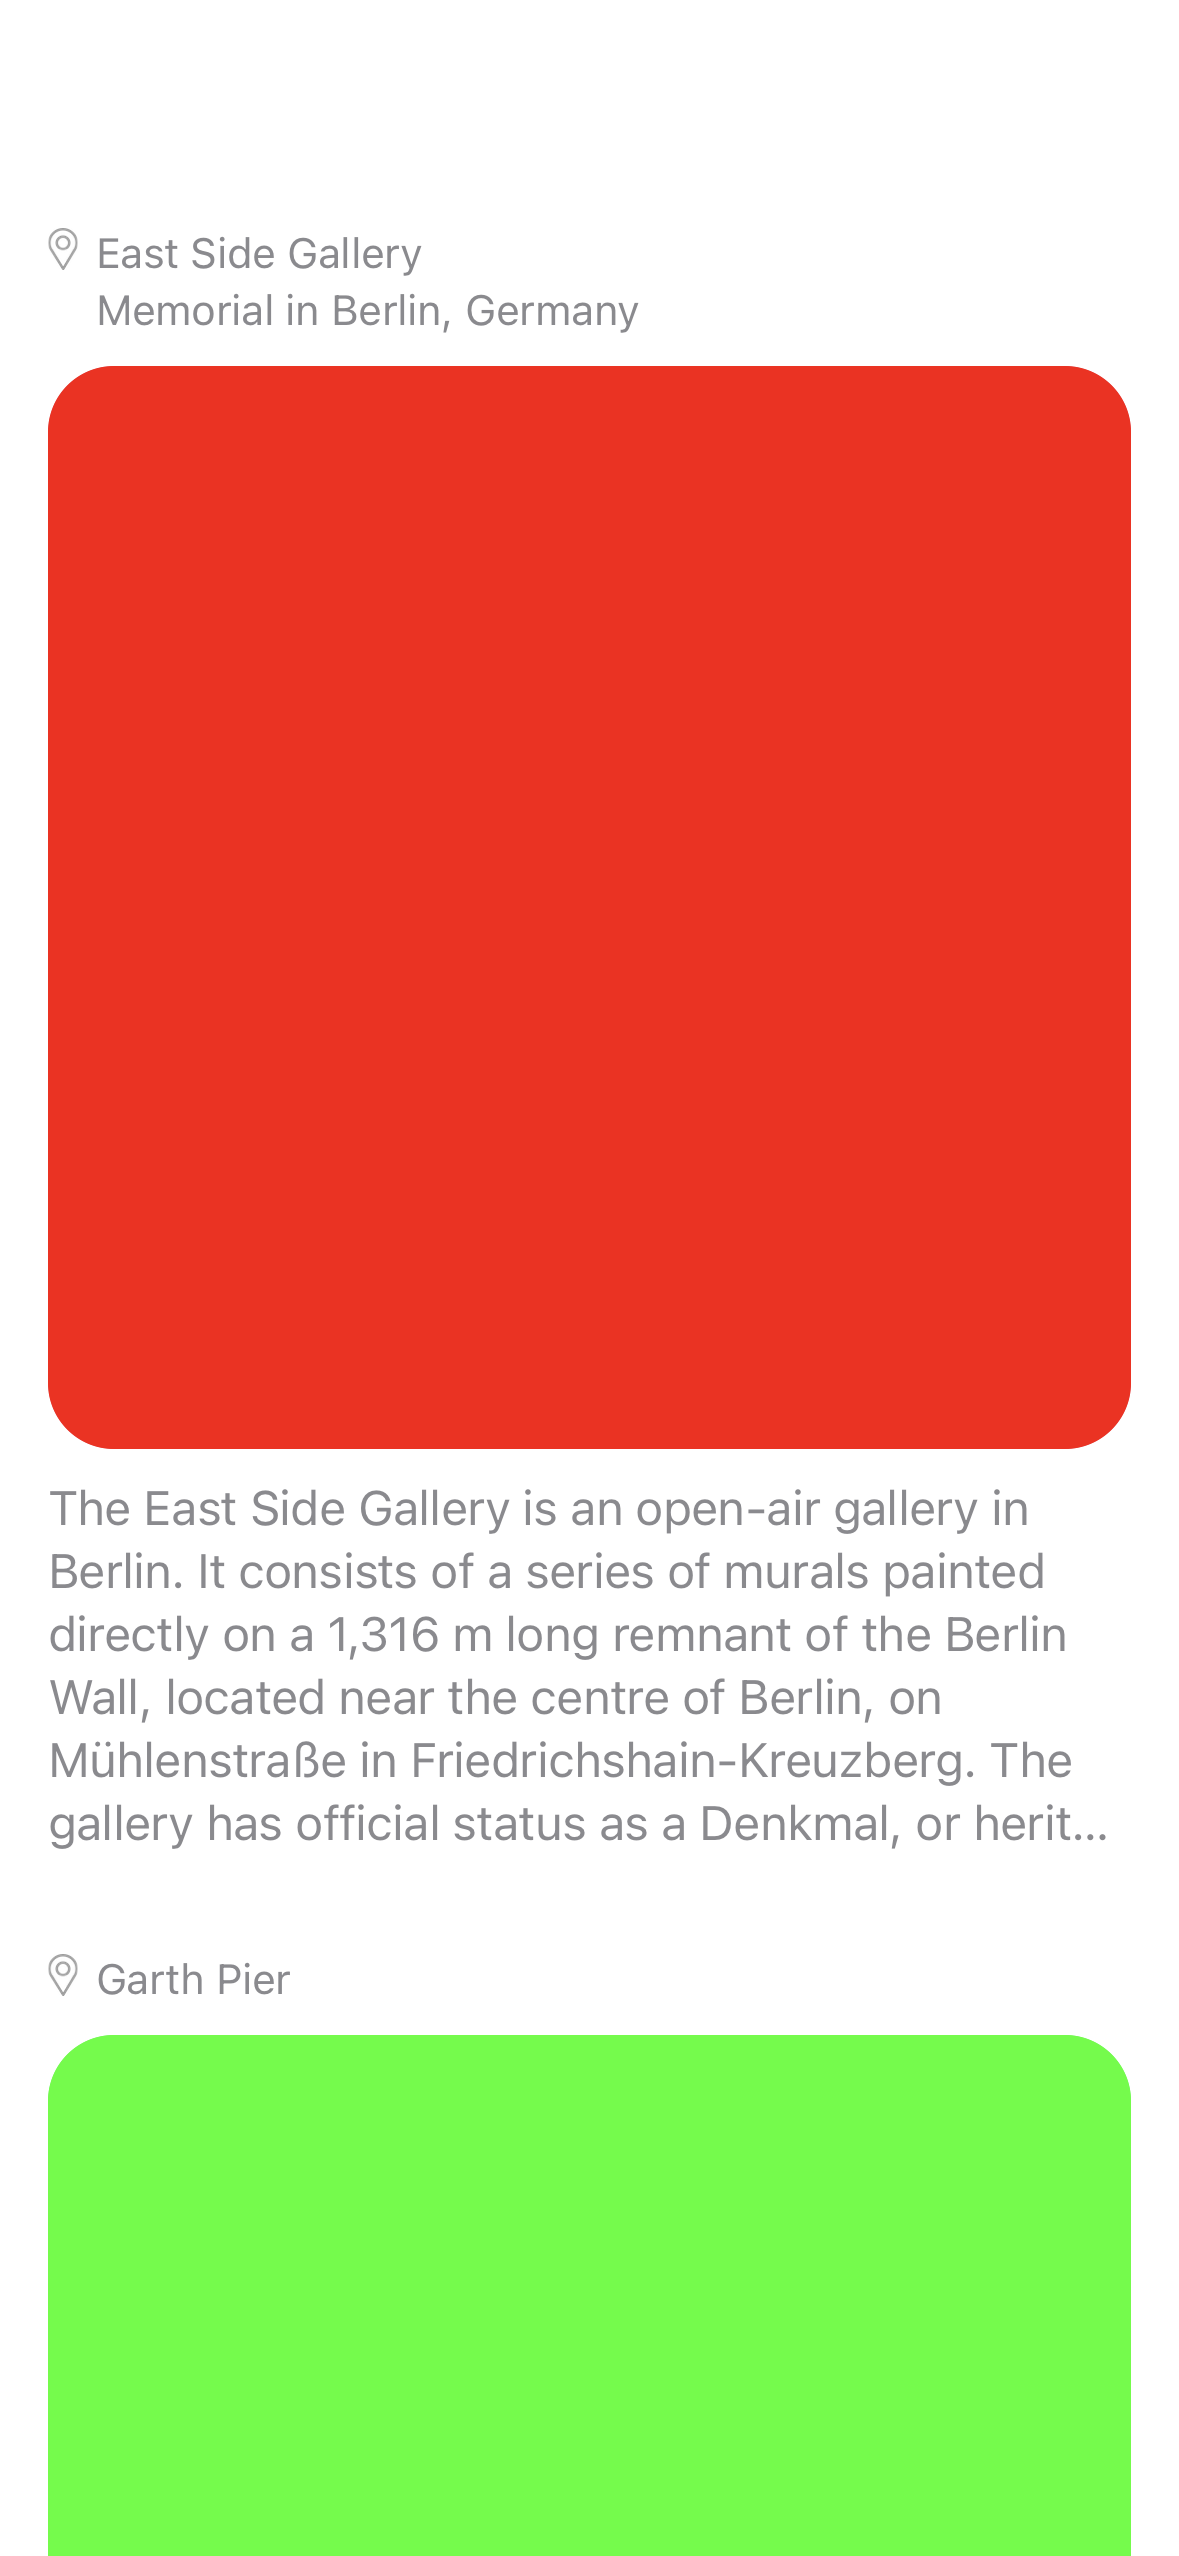 East Side Gallery
Memorial in Berlin, Germany
The East Side Gallery is an open-air gallery in
Berlin. It consists of a series of murals painted
directly on a 1,316 m long remnant of the Berlin
Wall, located near the centre of Berlin, on
Mühlenstraße in Friedrichshain-Kreuzberg. The
gallery has official status as a Denkmal, or herit...
Garth Pier